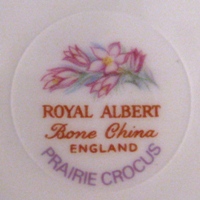 ROYAL ALBERT
Bone China
ENGLAND
PRAIRIE CROCUS